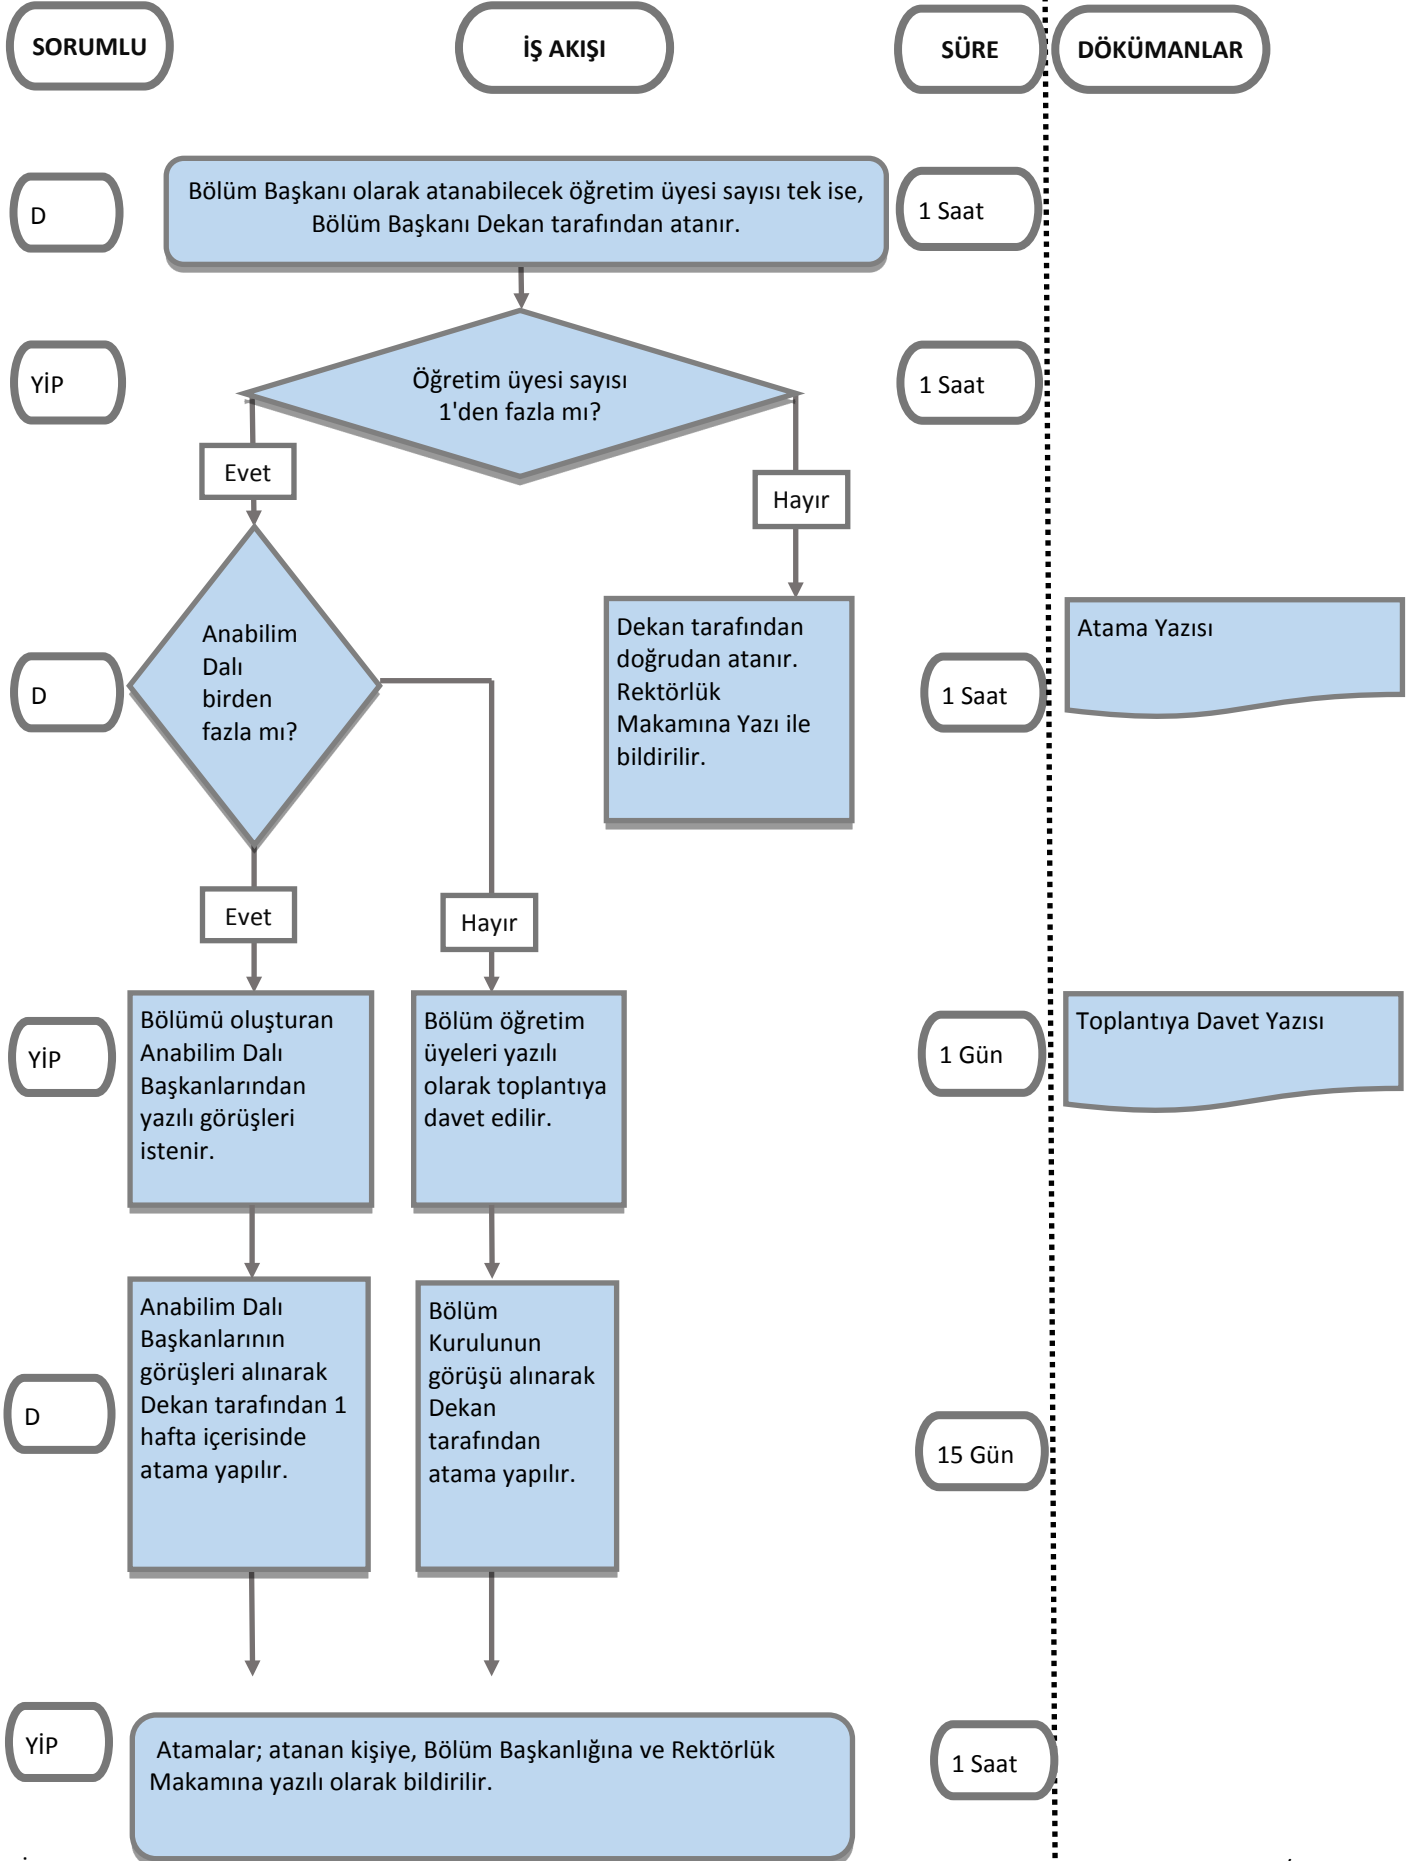 SORUMLU
İŞ AKIŞI
SÜRE
DÖKÜMANLAR
D
Bölüm Başkanı olarak atanabilecek öğretim üyesi sayısı tek ise,
Bölüm Başkanı Dekan tarafından atanır.
1 Saat
YİP
Öğretim üyesi sayısı
1'den fazla mı?
1 Saat
Evet
Hayır
D
Anabilim
Dalı
birden
fazla mı?
Dekan tarafından
doğrudan atanır.
Rektörlük
Makamına Yazı ile
bildirilir.
1 Saat
Atama Yazısı
Evet
Hayır
YİP
Bölümü oluşturan
Anabilim Dalı
Başkanlarından
yazılı görüşleri
istenir.
Bölüm öğretim
üyeleri yazılı
olarak toplantıya
davet edilir.
1 Gün
Toplantıya Davet Yazısı
D
Anabilim Dalı
Başkanlarının
görüşleri alınarak
Dekan tarafından 1
hafta içerisinde
atama yapılır.
Bölüm
Kurulunun
görüşü alınarak
Dekan
tarafından
atama yapılır.
15 Gün
YİP
Atamalar; atanan kişiye, Bölüm Başkanlığına ve Rektörlük
Makamına yazılı olarak bildirilir.
1 Saat